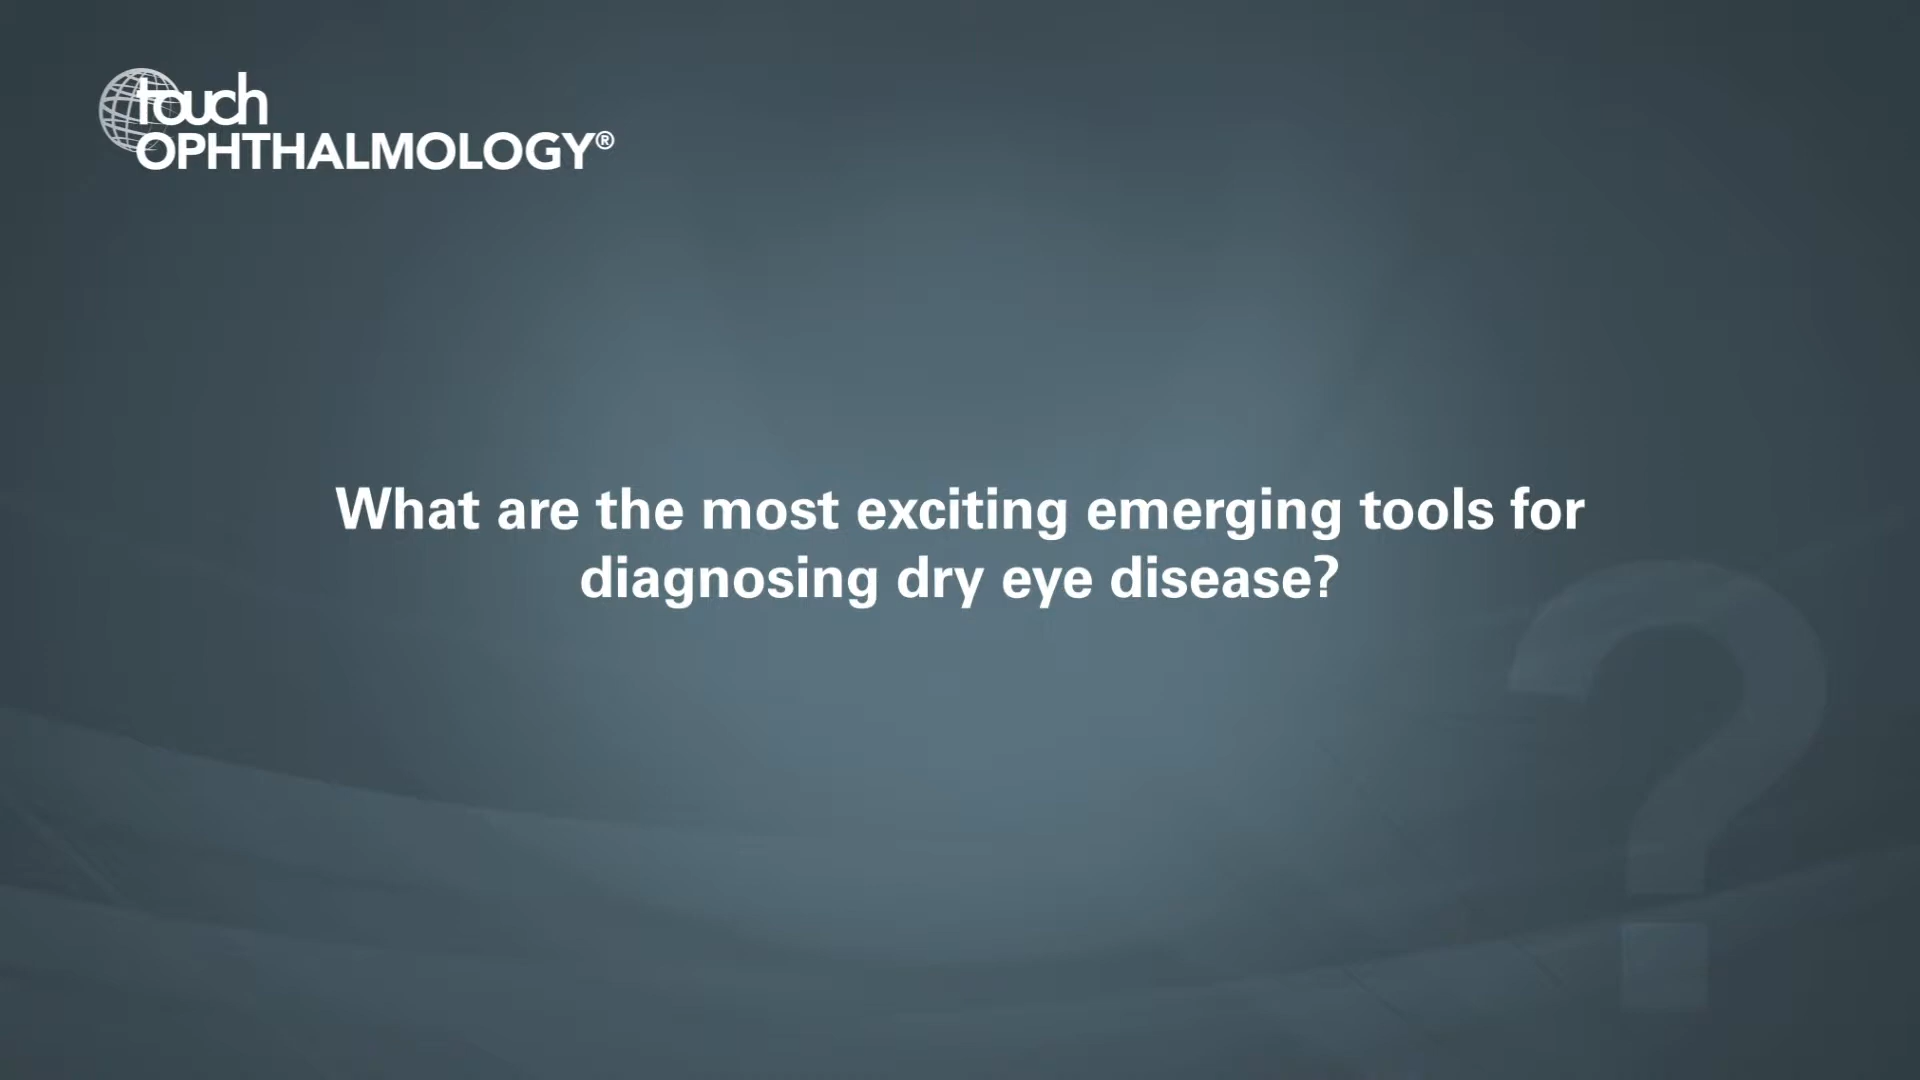 touch
OPHTHALMOLOGY®
What are the most exciting emerging tools for
diagnosing dry eye disease?
?